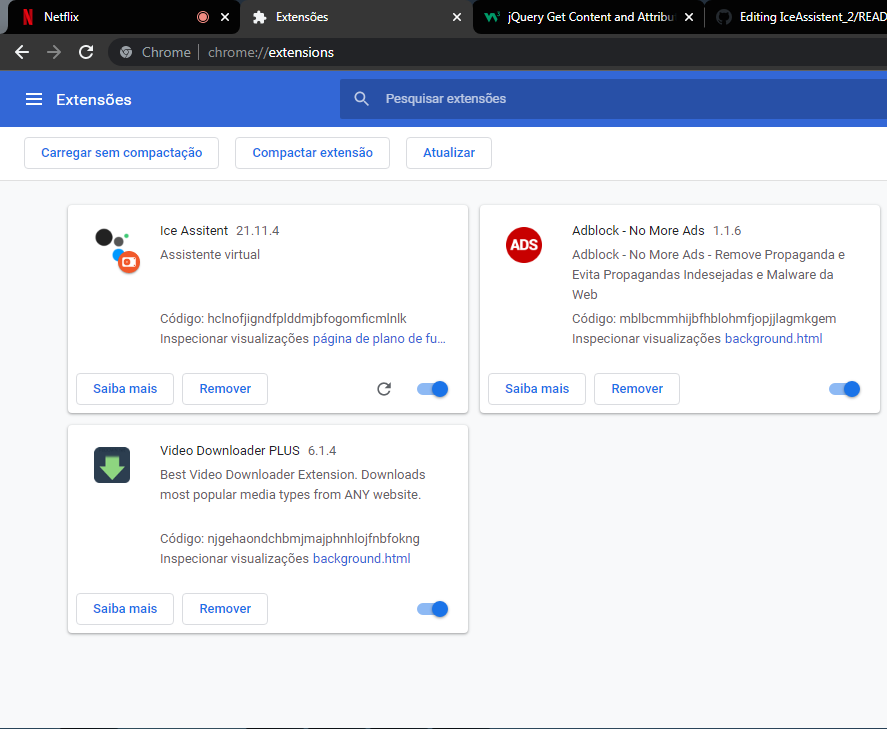 Netflix
Extensões
jQuery Get Content and Attribu
Editing IceAssistent_2/READ
Chrome | chrome://extensions
Extensões
Pesquisar extensões
Carregar sem compactação
Compactar extensão
Atualizar
Ice Assitent 21.11.4
Assistente virtual
Código: hclnofjigndfplddmjbfogomficmlnlk
Inspecionar visualizações página de plano de fu...
Saiba mais
Remover
ADS
Adblock - No More Ads 1.1.6
Adblock - No More Ads - Remove Propaganda e
Evita Propagandas Indesejadas e Malware da
Web
Código: mblbcmmhijbfhblohmfjopjjlagmkgem
Inspecionar visualizações background.html
Saiba mais
Remover
Video Downloader PLUS 6.1.4
Best Video Downloader Extension. Downloads
most popular media types from ANY website.
Código: njgehaondchbmjmajphnhlojfnbfokng
Inspecionar visualizações background.html
Saiba mais
Remover